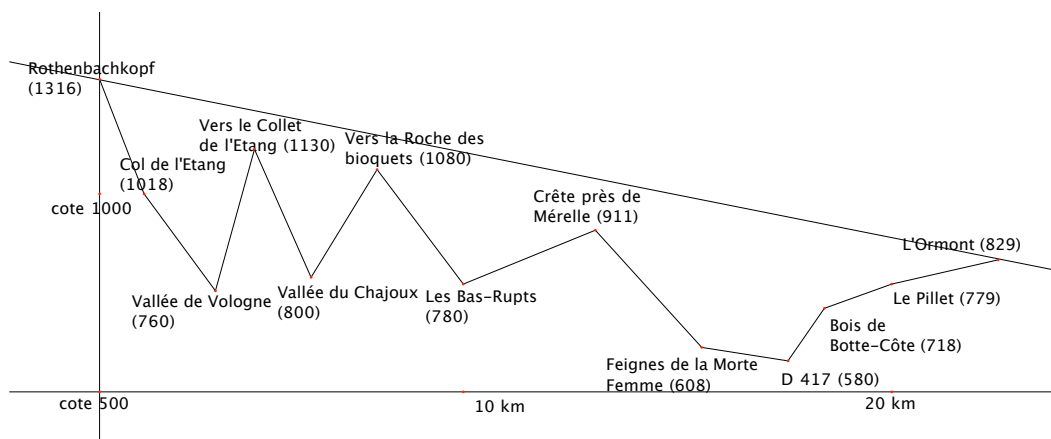 Rothenbachkopf
(1316)
Vers le Collet
de l'Etang (1130)
Vers la Roche des
bioquets (1080)
Col de l'Etang
(1018)
Crête près de
Mérelle (911)
cote 1000
L'Ormont (829)
Vallée de Vologne
(760)
Vallée du Chajoux
(800)
Les Bas-Rupts
(780)
Le Pillet (779)
Bois de
Botte-Côte (718)
Feignes de la Morte
Femme (608)
D 417 (580)
cote 500
10 km
20 km